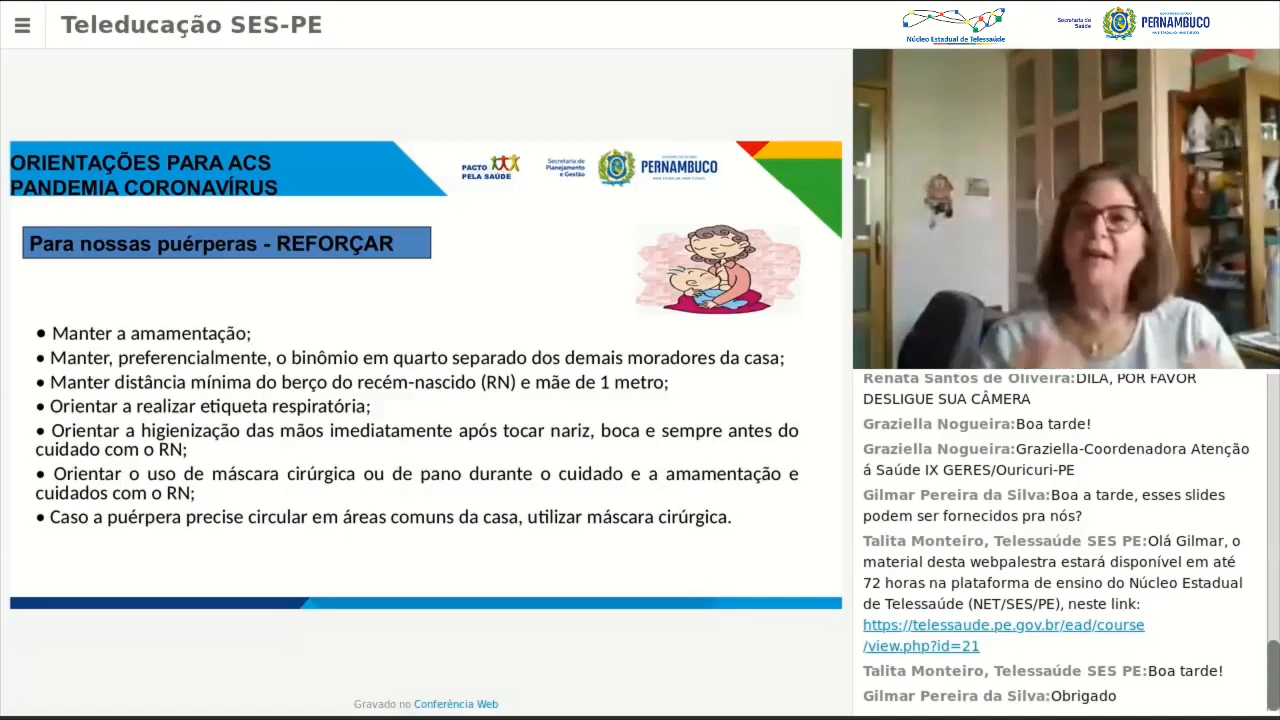 Teleducação SES-PE
Núcleo Estadual de Telessaúde
Secretaria de
Saúde
PERNAMBUCO
ORIENTAÇÕES PARA ACS
PANDEMIA CORONAVÍRUS
PACTO
PELA SAÚDE
Secretaria de
Planejamento
e Gestão
PERNAMBUCO
Para nossas puérperas - REFORÇAR
• Manter a amamentação;
• Manter, preferencialmente, o binômio em quarto separado dos demais moradores da casa;
• Manter distância mínima do berço do recém-nascido (RN) e mãe de 1 metro;
• Orientar a realizar etiqueta respiratória;
• Orientar a higienização das mãos imediatamente após tocar nariz, boca e sempre antes do
cuidado com o RN;
• Orientar o uso de máscara cirúrgica ou de pano durante o cuidado e a amamentação e
cuidados com o RN;
• Caso a puérpera precise circular em áreas comuns da casa, utilizar máscara cirúrgica.
Gravado no Conferência Web
Renata Santos de Oliveira:DILA, POR FAVOR
DESLIGUE SUA CÂMERA
Graziella Nogueira:Boa tarde!
Graziella Nogueira:Graziella-Coordenadora Atenção
á Saúde IX GERES/Ouricuri-PE
Gilmar Pereira da Silva:Boa a tarde, esses slides
podem ser fornecidos pra nós?
Talita Monteiro, Telessaúde SES PE:Olá Gilmar, o
material desta webpalestra estará disponível em até
72 horas na plataforma de ensino do Núcleo Estadual
de Telessaúde (NET/SES/PE), neste link:
https://telessaude.pe.gov.br/ead/course
/view.php?id=21
Talita Monteiro, Telessaúde SES PE:Boa tarde!
Gilmar Pereira da Silva:Obrigado